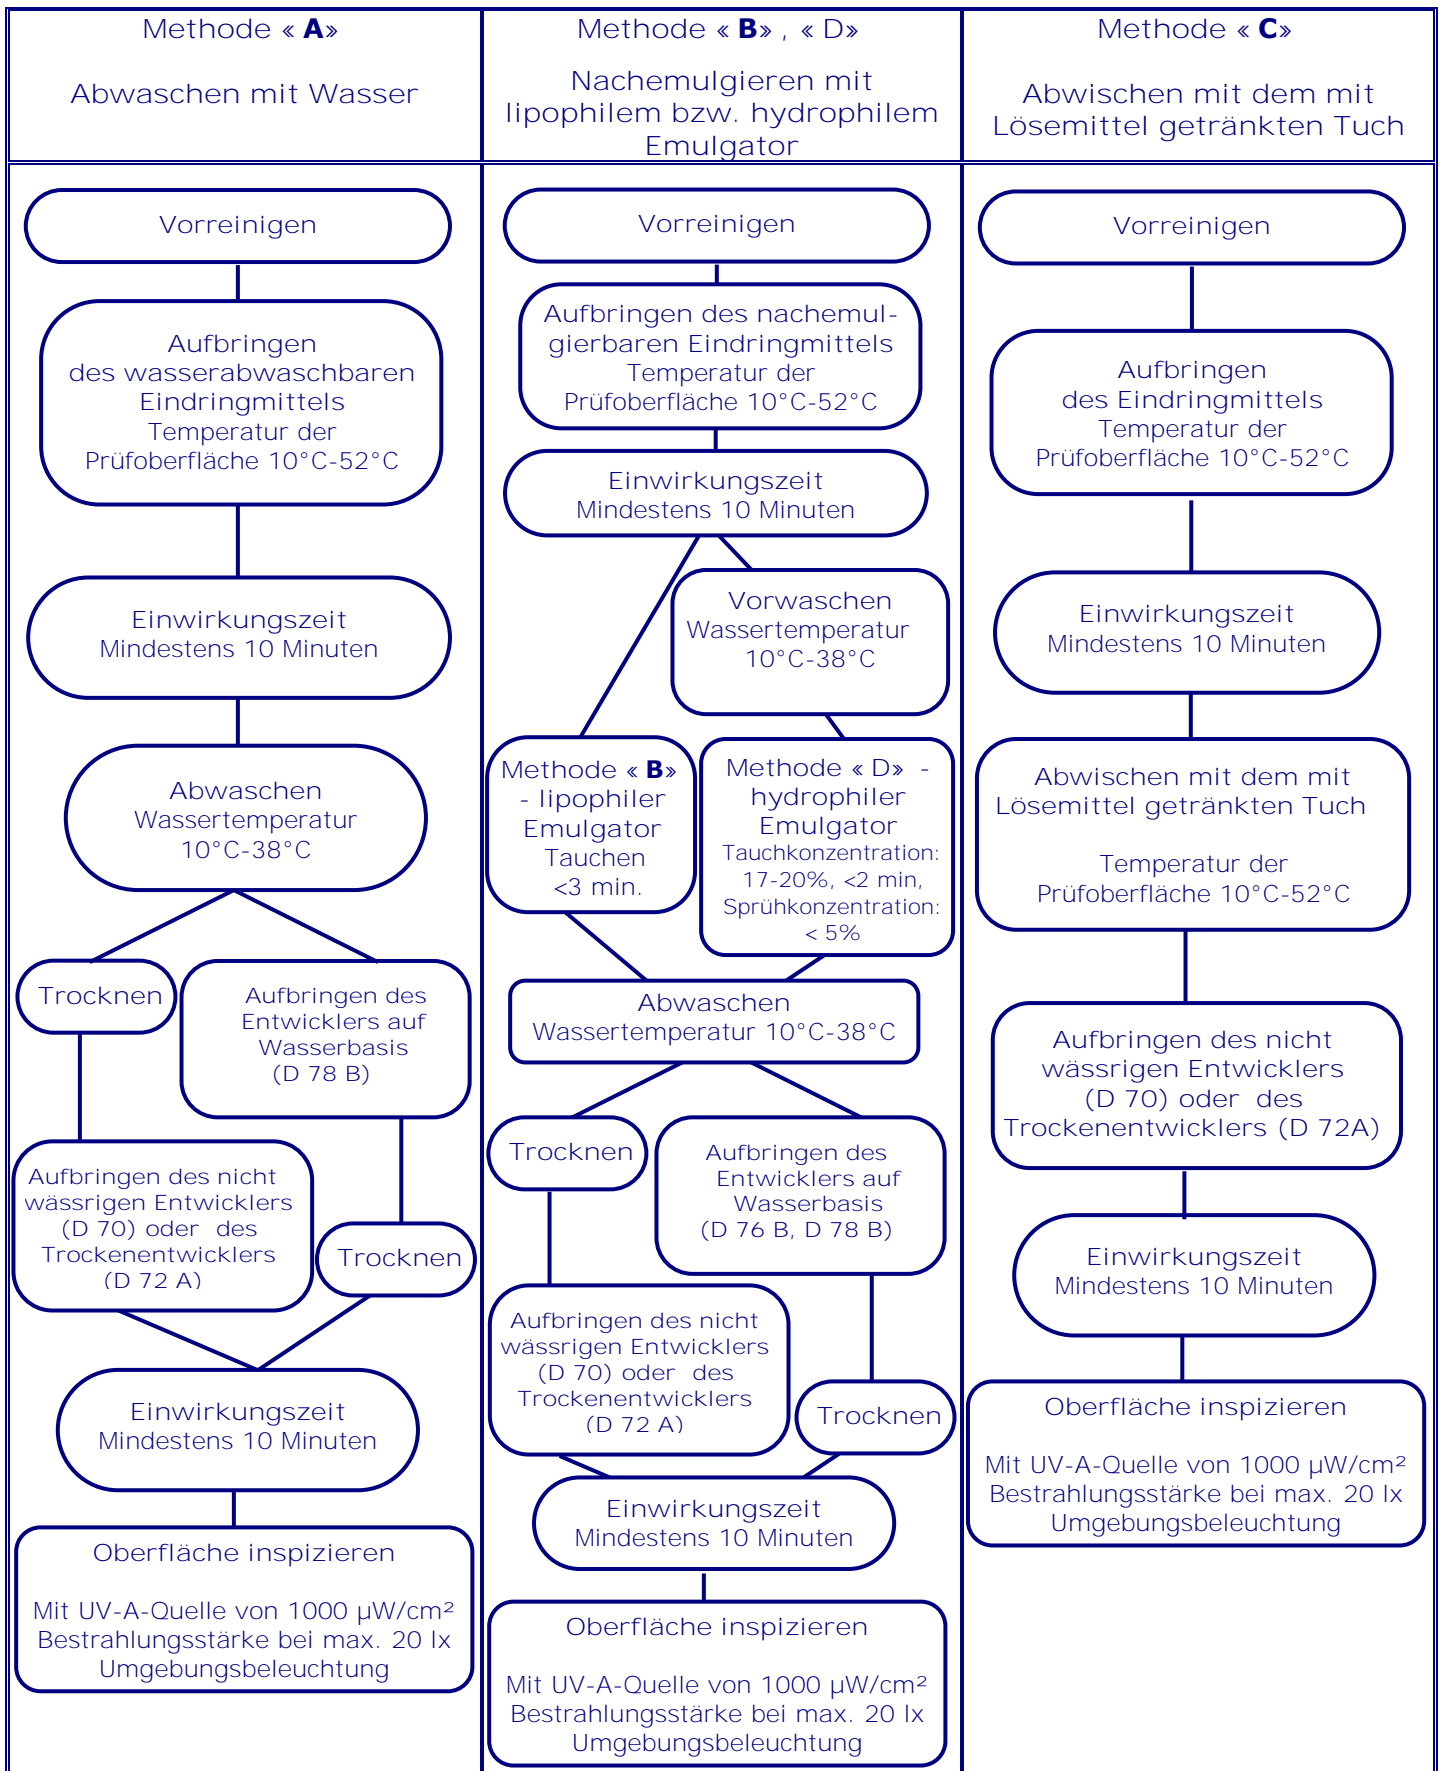 Methode « A»
Abwaschen mit Wasser
Methode « B» , « D»
Nachemulgieren mit
lipophilem bzw. hydrophilem
Emulgator
Methode « C»
Abwischen mit dem mit
Lösemittel getränkten Tuch
Vorreinigen
Aufbringen
des wasserabwaschbaren
Eindringmittels
Temperatur der
Prüfoberfläche 10°C-52°C
Einwirkungszeit
Mindestens 10 Minuten
Abwaschen
Wassertemperatur
10°C-38°C
Trocknen
Aufbringen des
Entwicklers auf
Wasserbasis
(D 78 B)
Aufbringen des nicht
wässrigen Entwicklers
(D 70) oder des
Trockenentwicklers
(D 72 A)
Trocknen
Einwirkungszeit
Mindestens 10 Minuten
Oberfläche inspizieren
Mit UV-A-Quelle von 1000 µW/cm²
Bestrahlungsstärke bei max. 20 lx
Umgebungsbeleuchtung
Vorreinigen
Aufbringen des nachemul-
gierbaren Eindringmittels
Temperatur der
Prüfoberfläche 10°C-52°C
Einwirkungszeit
Mindestens 10 Minuten
Vorwaschen
Wassertemperatur
10°C-38°C
Methode « B»
- lipophiler
Emulgator
Tauchen
<3 min.
Methode « D» -
hydrophiler
Emulgator
Tauchkonzentration:
17-20%, <2 min,
Sprühkonzentration:
< 5%
Abwaschen
Wassertemperatur 10°C-38°C
Trocknen
Aufbringen des
Entwicklers auf
Wasserbasis
(D 76 B, D 78 B)
Aufbringen des nicht
wässrigen Entwicklers
(D 70) oder des
Trockenentwicklers
(D 72 A)
Trocknen
Einwirkungszeit
Mindestens 10 Minuten
Oberfläche inspizieren
Mit UV-A-Quelle von 1000 µW/cm²
Bestrahlungsstärke bei max. 20 lx
Umgebungsbeleuchtung
Vorreinigen
Aufbringen
des Eindringmittels
Temperatur der
Prüfoberfläche 10°C-52°C
Einwirkungszeit
Mindestens 10 Minuten
Abwischen mit dem mit
Lösemittel getränkten Tuch
Temperatur der
Prüfoberfläche 10°C-52°C
Aufbringen des nicht
wässrigen Entwicklers
(D 70) oder des
Trockenentwicklers (D 72A)
Einwirkungszeit
Mindestens 10 Minuten
Oberfläche inspizieren
Mit UV-A-Quelle von 1000 µW/cm²
Bestrahlungsstärke bei max. 20 lx
Umgebungsbeleuchtung